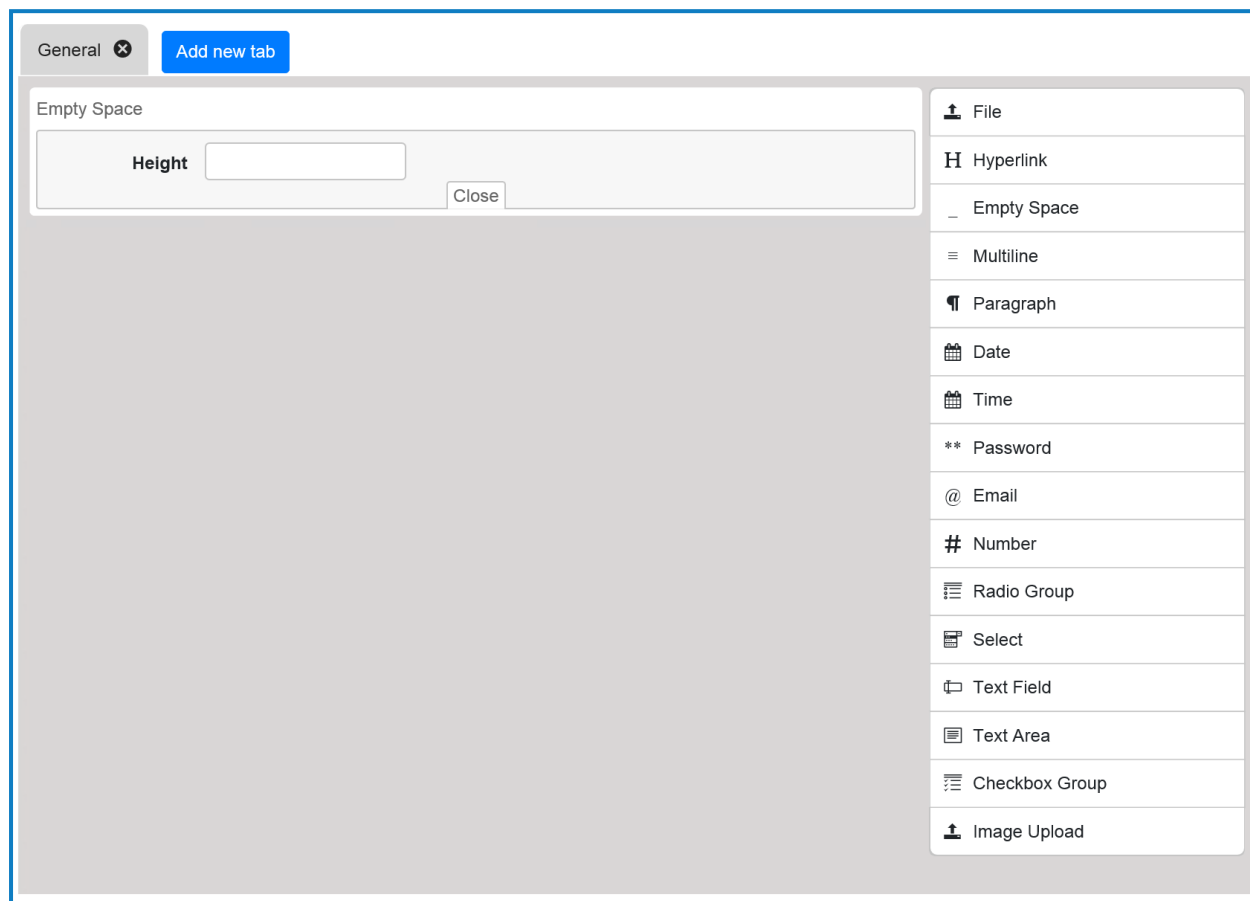 General
Add new tab
Empty Space
Height
Close
File
H Hyperlink
_ Empty Space
≡ Multiline
¶ Paragraph
Date
Time
** Password
@ Email
# Number
Radio Group
Select
Text Field
Text Area
Checkbox Group
Image Upload